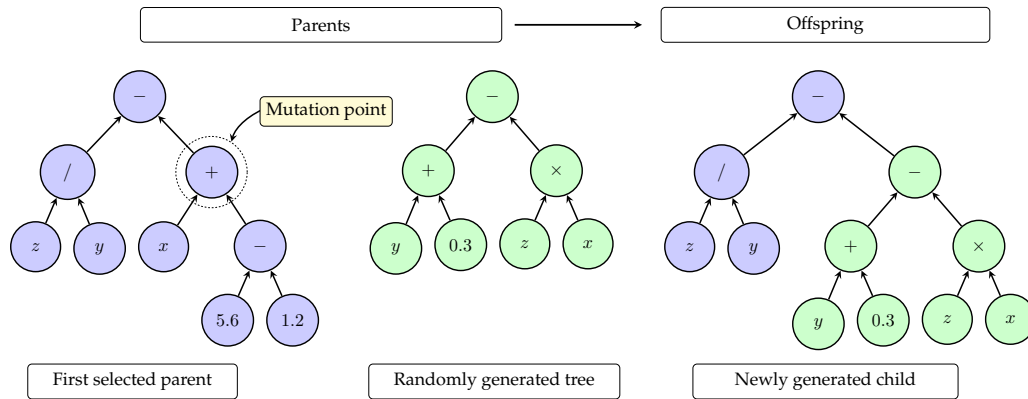 Parents
Offspring
Mutation point
−
/
+
z
y
x
−
5.6
1.2
−
+
×
y
0.3
z
x
−
/
−
z
y
+
×
y
0.3
z
x
First selected parent
Randomly generated tree
Newly generated child